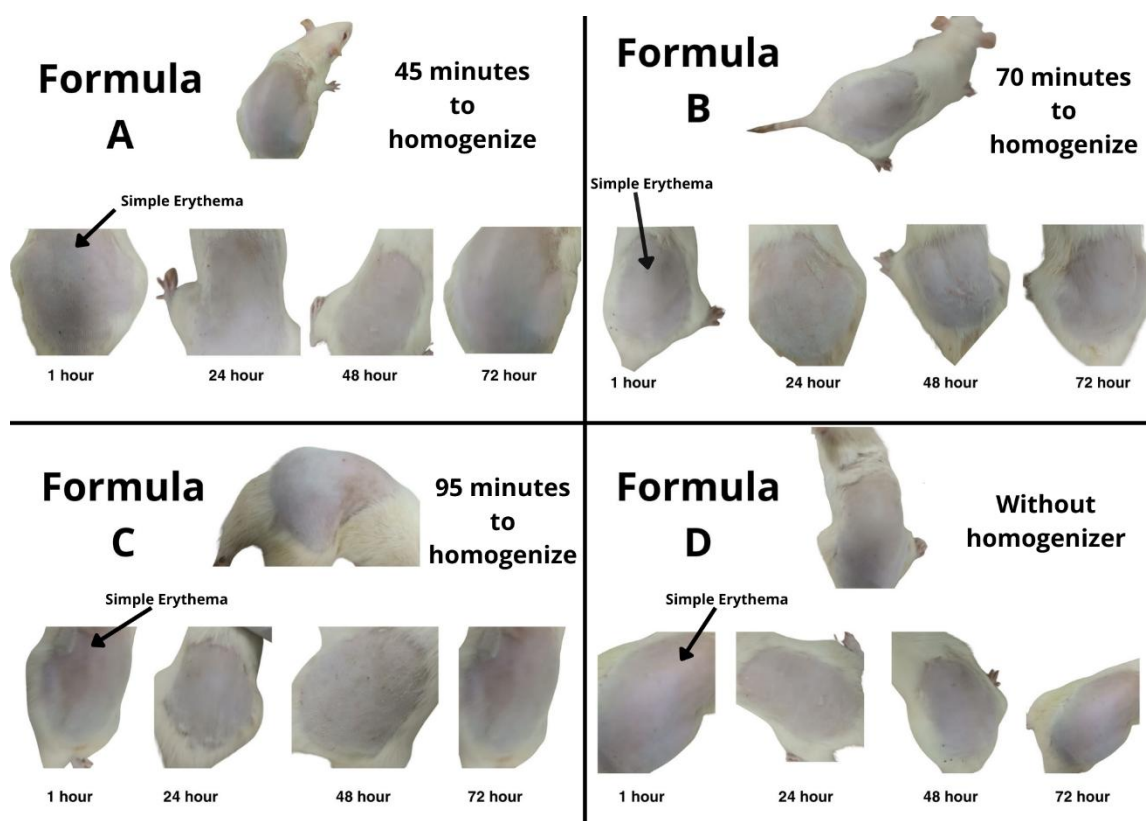 Formula
A
45 minutes
to
homogenize
Simple Erythema
1 hour
24 hour
48 hour
72 hour
Formula
B
70 minutes
to
homogenize
Simple Erythema
1 hour
24 hour
48 hour
72 hour
Formula
C
95 minutes
to
homogenize
Simple Erythema
1 hour
24 hour
48 hour
72 hour
Formula
D
Without
homogenizer
Simple Erythema
1 hour
24 hour
48 hour
72 hour